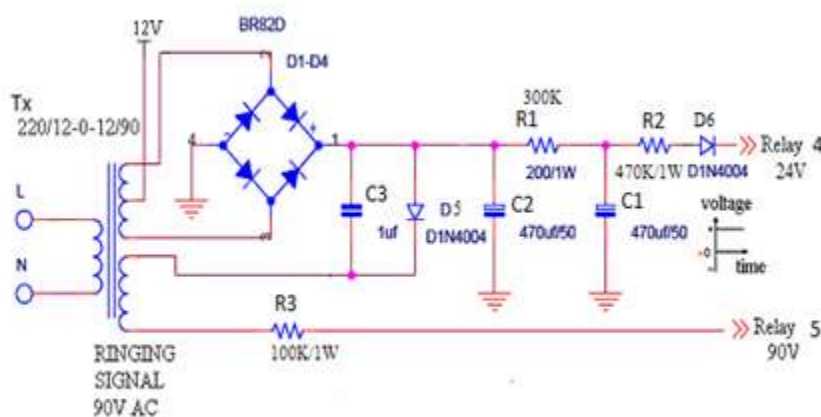 BR82D
12V
D1-D4
Tx
220/12-0-12/90
300K
R1
R2
D6
4
1
Relay 4
24V
200/1W
470K/1W
D1N4004
L
C3
1uf
D5
D1N4004
C2
470uf/50
C1
470uf/50
voltage
+
0
-
time
N
3
R3
100K/1W
Relay 5
90V
RINGING
SIGNAL
90V AC